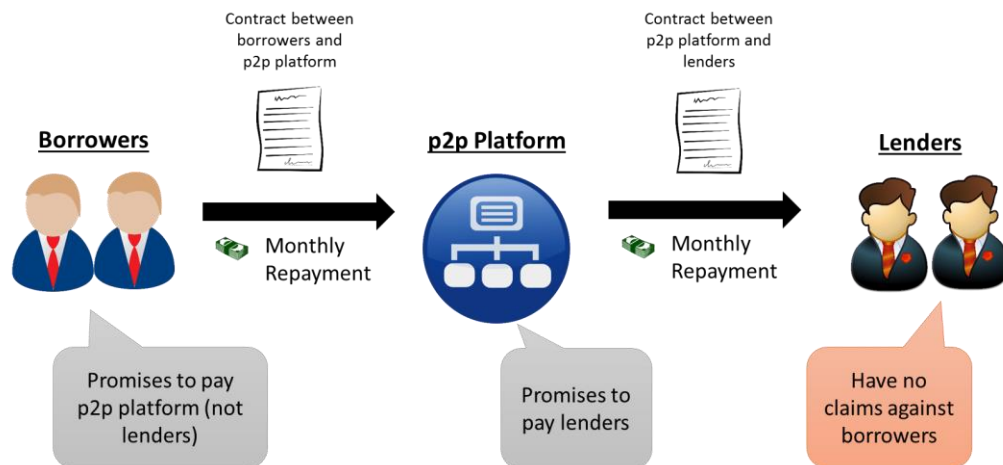 Contract between
borrowers and
p2p platform
Contract between
p2p platform and
lenders
Borrowers
p2p Platform
Lenders
Monthly
Repayment
Monthly
Repayment
Promises to pay
p2p platform (not
lenders)
Promises to
pay lenders
Have no
claims against
borrowers